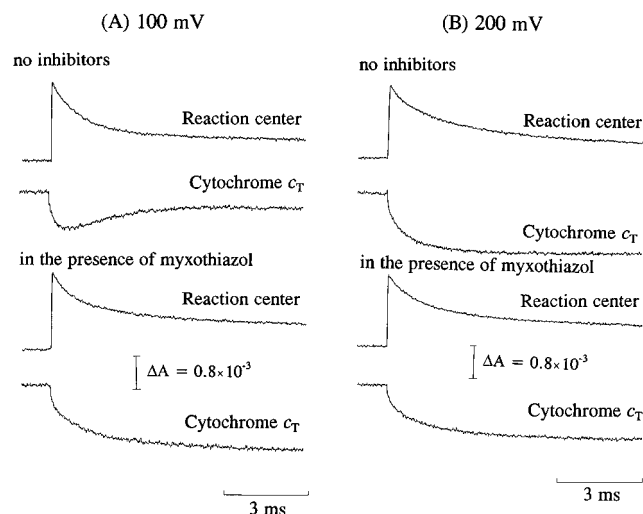 (A) 100 mV
no inhibitors
Reaction center
Cytochrome cT
in the presence of myxothiazol
Reaction center
ΔA = 0.8×10⁻³
Cytochrome cT
3 ms
(B) 200 mV
no inhibitors
Reaction center
Cytochrome cT
in the presence of myxothiazol
Reaction center
ΔA = 0.8×10⁻³
Cytochrome cT
3 ms